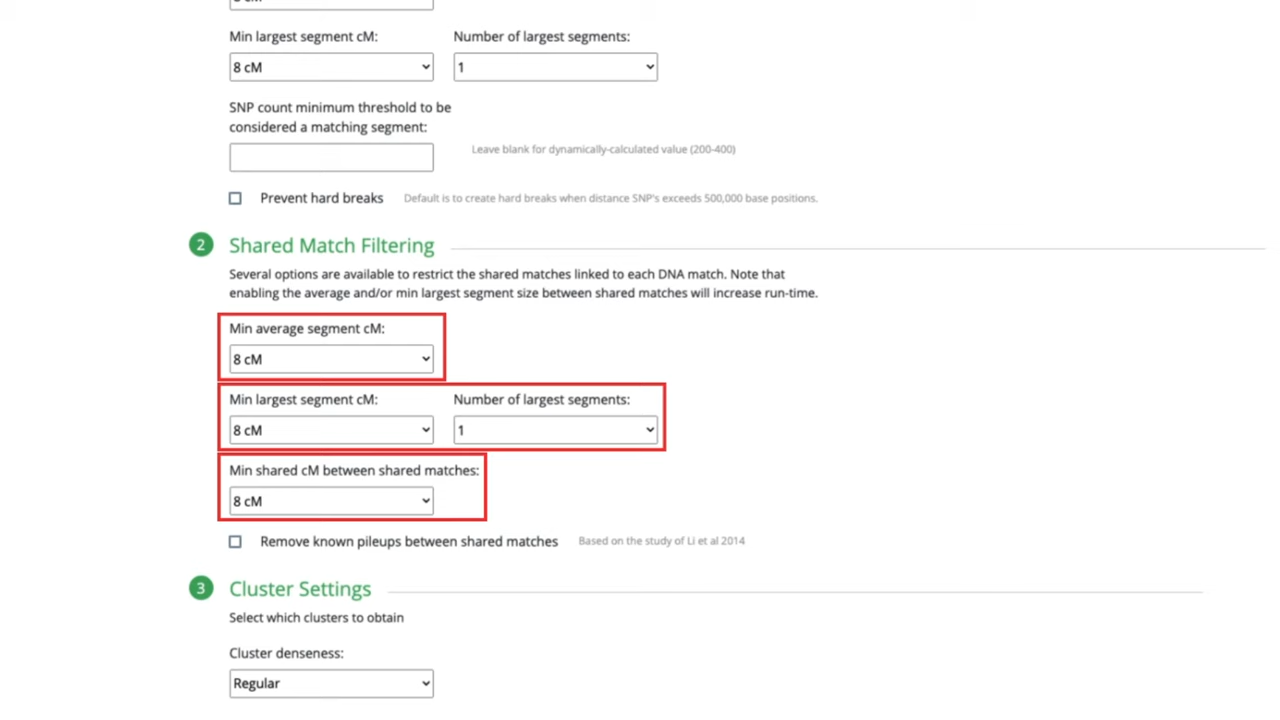 Min largest segment cM: Number of largest segments:
8 cM 1
SNP count minimum threshold to be
considered a matching segment:
Leave blank for dynamically-calculated value (200-400)
Prevent hard breaks Default is to create hard breaks when distance SNP's exceeds 500,000 base positions.
2 Shared Match Filtering
Several options are available to restrict the shared matches linked to each DNA match. Note that
enabling the average and/or min largest segment size between shared matches will increase run-time.
Min average segment cM:
8 cM
Min largest segment cM: Number of largest segments:
8 cM 1
Min shared cM between shared matches:
8 cM
Remove known pileups between shared matches Based on the study of Li et al 2014
3 Cluster Settings
Select which clusters to obtain
Cluster denseness:
Regular